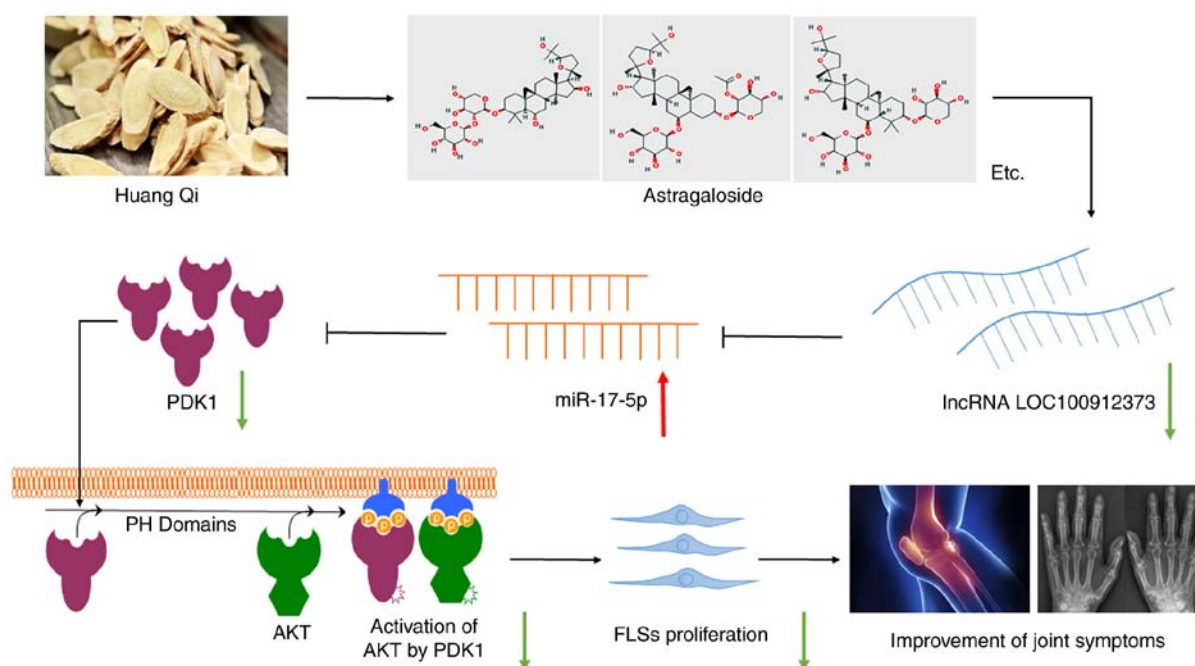 Huang Qi
Astragaloside
Etc.
PDK1
miR-17-5p
lncRNA LOC100912373
PH Domains
P P P
P P P
AKT
Activation of
AKT by PDK1
FLSs proliferation
Improvement of joint symptoms